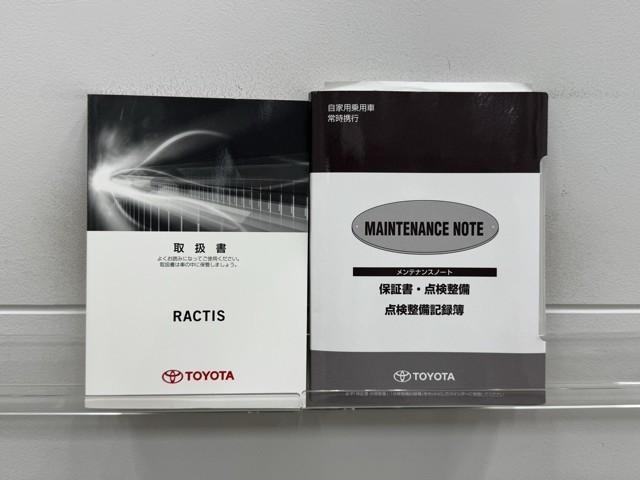 取扱書
よくお読みになってご使用ください。
取扱書は車の中に保管しましょう。
RACTIS
TOYOTA
自家用乗用車
常時携行
MAINTENANCE NOTE
メンテナンスノート
保証書・点検整備
点検整備記録簿
TOYOTA